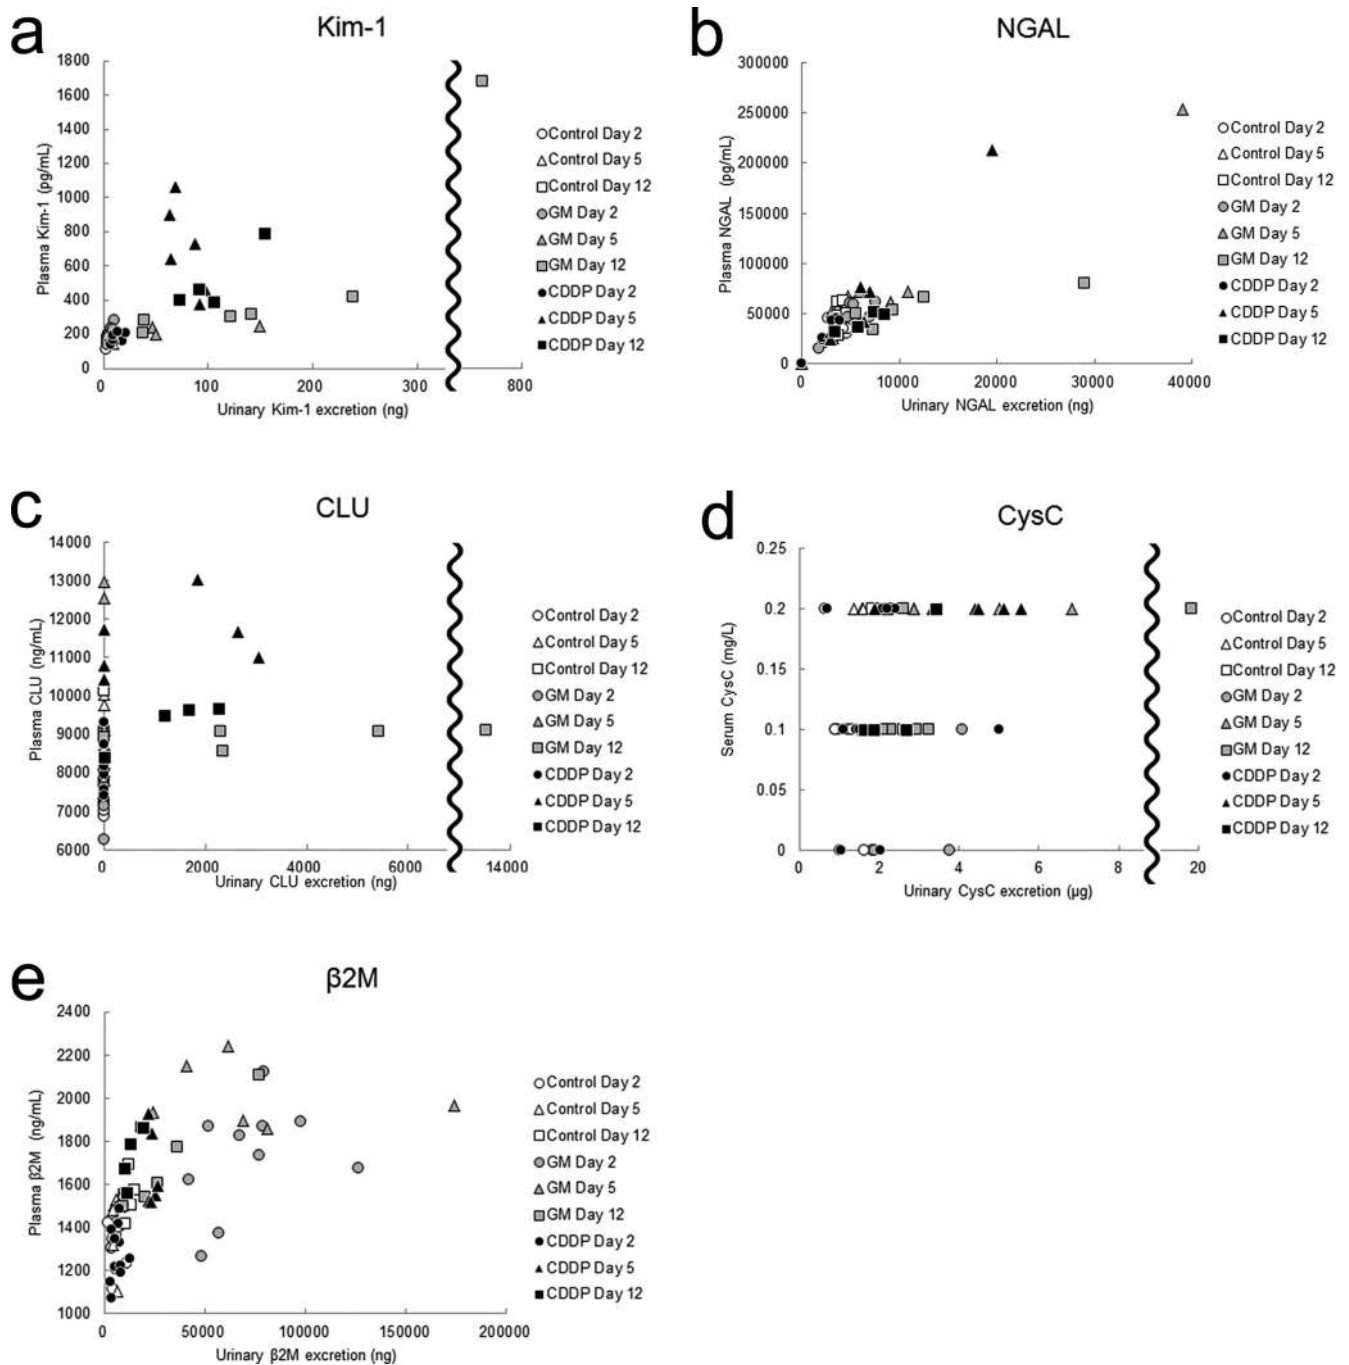 a
Kim-1
1800
1600
1400
1200
1000
800
600
400
200
0
Plasma Kim-1 (pg/mL)
0 100 200 300 800
Urinary Kim-1 excretion (ng)
Control Day 2
Control Day 5
Control Day 12
GM Day 2
GM Day 5
GM Day 12
CDDP Day 2
CDDP Day 5
CDDP Day 12
b
NGAL
300000
250000
200000
150000
100000
50000
0
Plasma NGAL (pg/mL)
0 10000 20000 30000 40000
Urinary NGAL excretion (ng)
Control Day 2
Control Day 5
Control Day 12
GM Day 2
GM Day 5
GM Day 12
CDDP Day 2
CDDP Day 5
CDDP Day 12
c
CLU
14000
13000
12000
11000
10000
9000
8000
7000
6000
Plasma CLU (ng/mL)
0 2000 4000 6000 14000
Urinary CLU excretion (ng)
Control Day 2
Control Day 5
Control Day 12
GM Day 2
GM Day 5
GM Day 12
CDDP Day 2
CDDP Day 5
CDDP Day 12
d
CysC
0.25
0.2
0.15
0.1
0.05
0
Serum CysC (mg/L)
0 2 4 6 8 20
Urinary CysC excretion (μg)
Control Day 2
Control Day 5
Control Day 12
GM Day 2
GM Day 5
GM Day 12
CDDP Day 2
CDDP Day 5
CDDP Day 12
e
β2M
2400
2200
2000
1800
1600
1400
1200
1000
Plasma β2M (ng/mL)
0 50000 100000 150000 200000
Urinary β2M excretion (ng)
Control Day 2
Control Day 5
Control Day 12
GM Day 2
GM Day 5
GM Day 12
CDDP Day 2
CDDP Day 5
CDDP Day 12